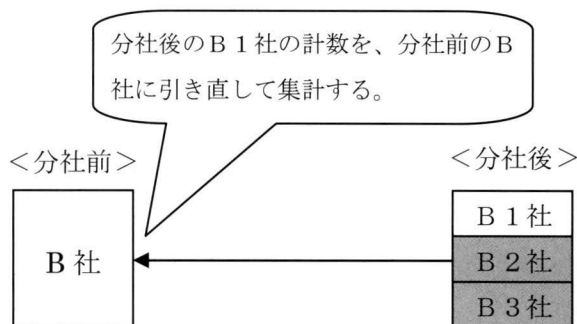 分社後のB1社の計数を、分社前のB
社に引き直して集計する。
＜分社前＞
＜分社後＞
B社
B1社
B2社
B3社